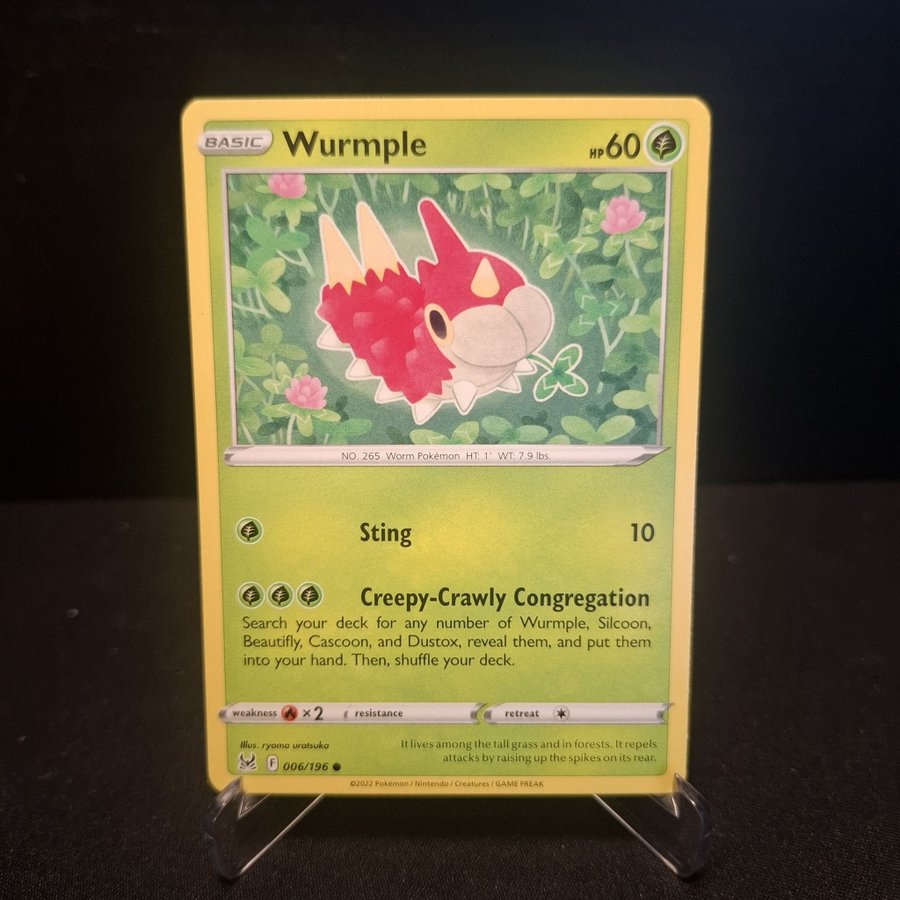 BASIC Wurmple HP 60
NO. 265 Worm Pokémon HT: 1' WT: 7.9 lbs.
Sting 10
Creepy-Crawly Congregation
Search your deck for any number of Wurmple, Silcoon,
Beautifly, Cascoon, and Dustox, reveal them, and put them
into your hand. Then, shuffle your deck.
weakness ×2 resistance retreat
Illus. ryoma uratsuka
It lives among the tall grass and in forests. It repels
attacks by raising up the spikes on its rear.
F 006/196
©2022 Pokémon / Nintendo / Creatures / GAME FREAK